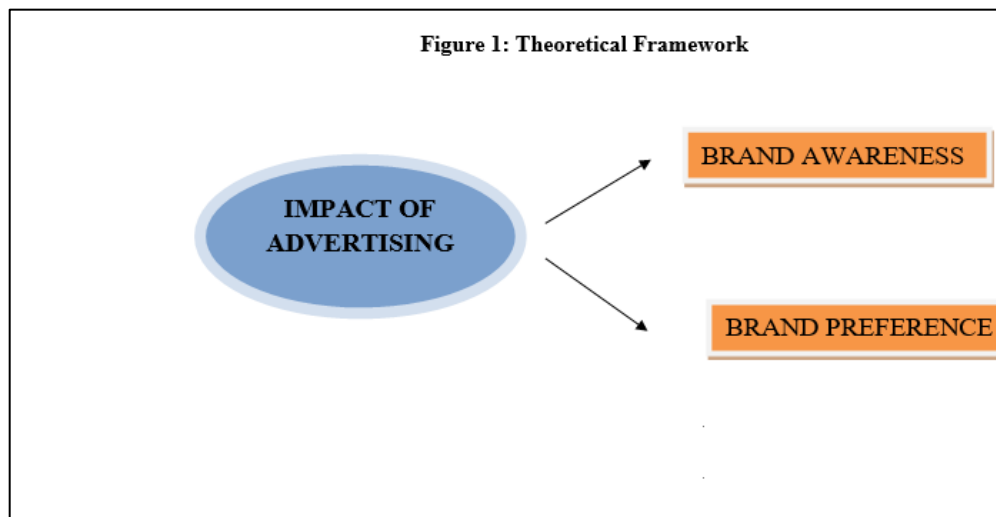 Figure 1: Theoretical Framework
IMPACT OF
ADVERTISING
BRAND AWARENESS
BRAND PREFERENCE